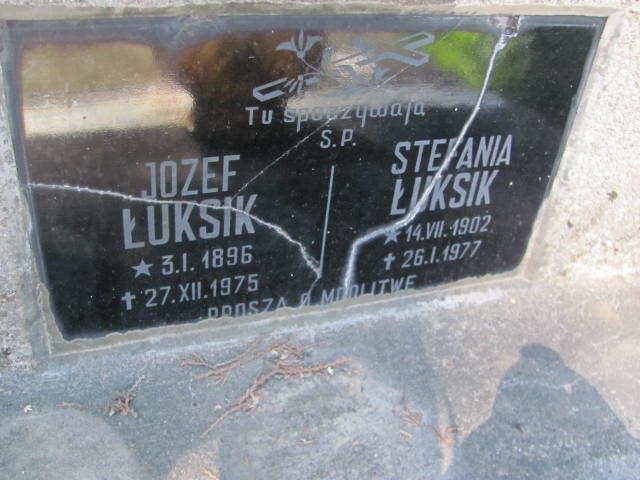 Tu spoczywają
Ś.P.
JÓZEF
ŁUKSIK
★ 3.I. 1896
✝ 27.XII.1975
STEFANIA
ŁUKSIK
★ 14.VII.1902
✝ 26.I.1977
PROSZĄ O MODLITWĘ